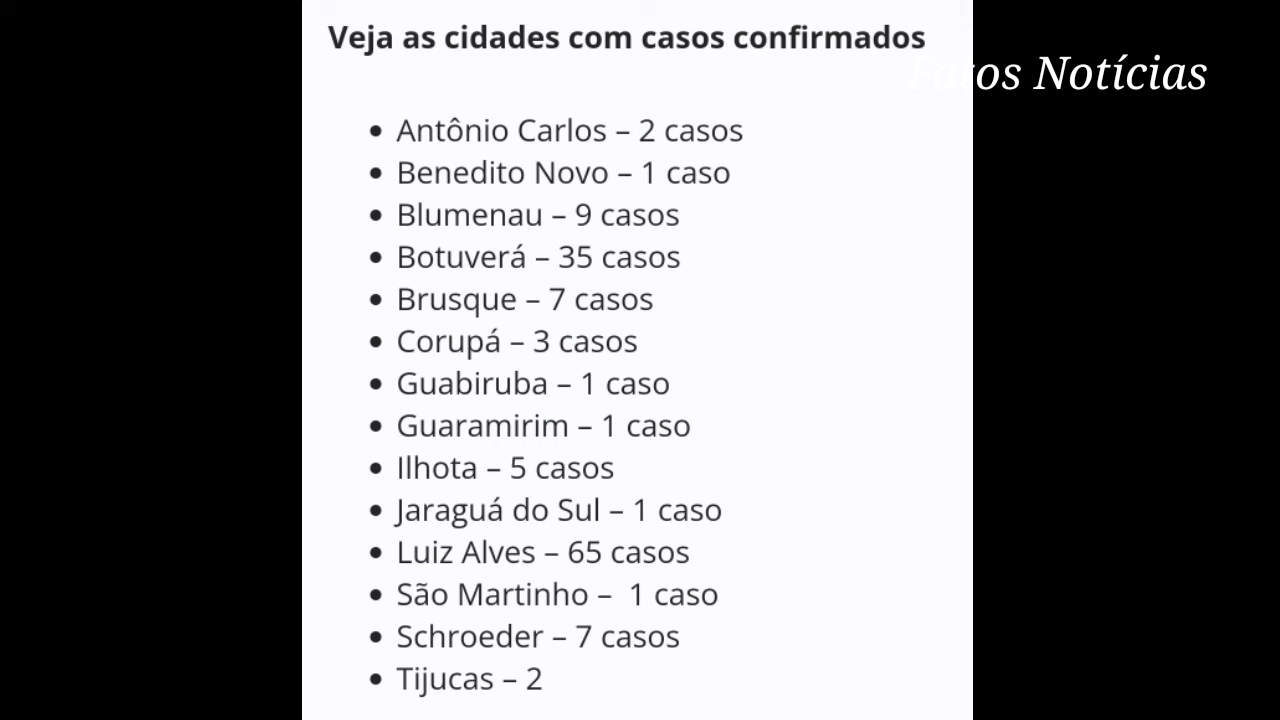 Veja as cidades com casos confirmados
Fatos Notícias
• Antônio Carlos – 2 casos
• Benedito Novo – 1 caso
• Blumenau – 9 casos
• Botuverá – 35 casos
• Brusque – 7 casos
• Corupá – 3 casos
• Guabiruba – 1 caso
• Guaramirim – 1 caso
• Ilhota – 5 casos
• Jaraguá do Sul – 1 caso
• Luiz Alves – 65 casos
• São Martinho –  1 caso
• Schroeder – 7 casos
• Tijucas – 2